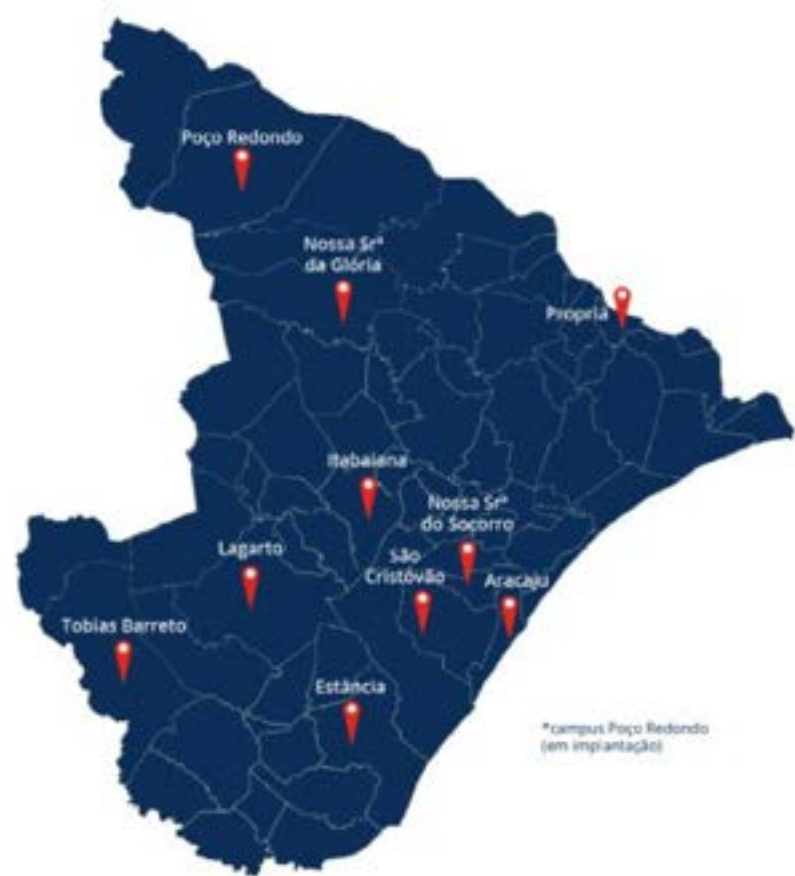 Poço Redondo
Nossa Srª
da Glória
Propriá
Itabaiana
Nossa Srª
do Socorro
Lagarto
São
Cristóvão
Aracaju
Tobias Barreto
Estância
*campus Poço Redondo
(em implantação)